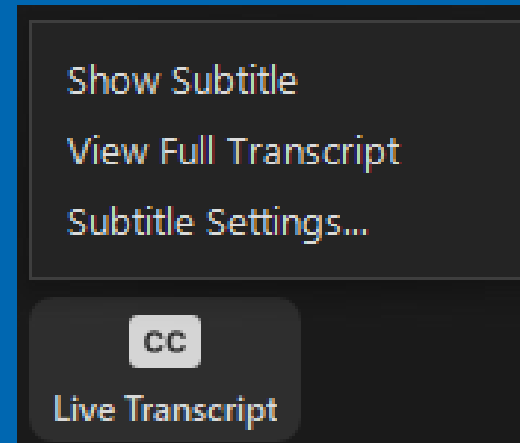 Show Subtitle
View Full Transcript
Subtitle Settings...
CC
Live Transcript